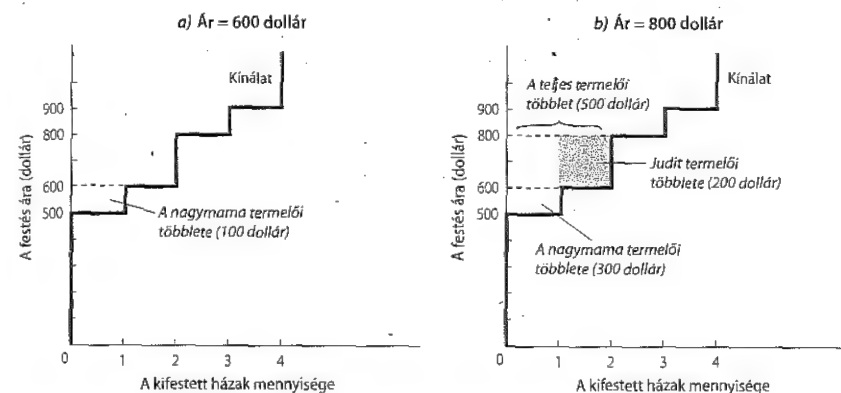 a) Ár = 600 dollár
Kínálat
A festés ára (dollár)
900
800
600
500
A nagymama termelői
többlete (100 dollár)
0
1
2
3
4
A kifestett házak mennyisége
b) Ár = 800 dollár
Kínálat
A teljes termelői
többlet (500 dollár)
A festés ára (dollár)
900
800
600
500
Judit termelői
többlete (200 dollár)
A nagymama termelői
többlete (300 dollár)
0
1
2
3
4
A kifestett házak mennyisége